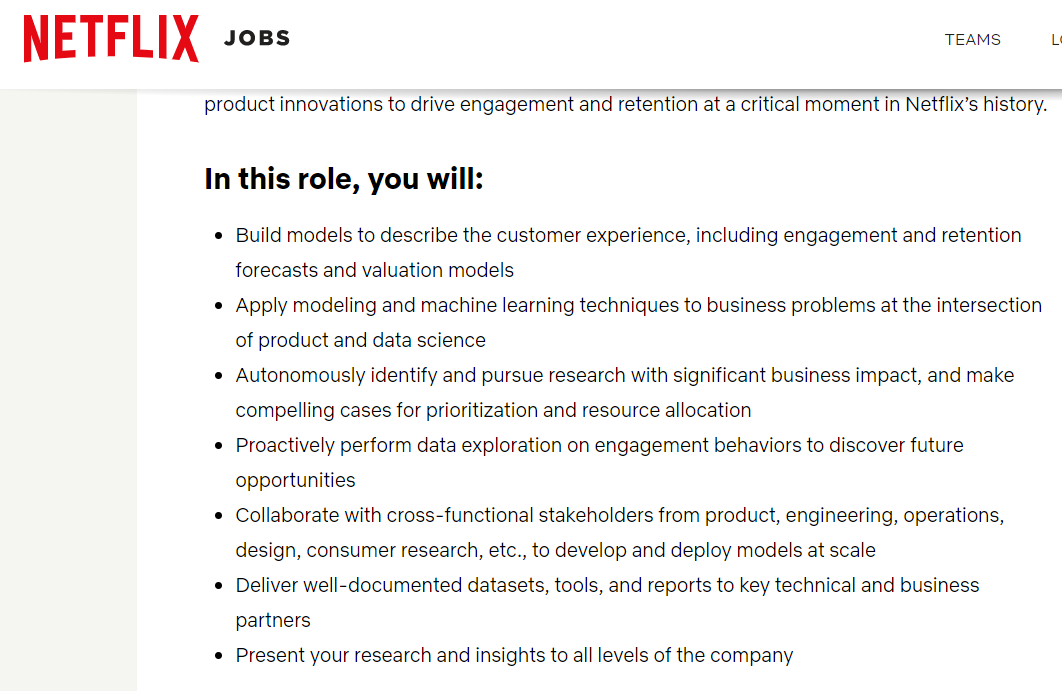 NETFLIX JOBS TEAMS LO
product innovations to drive engagement and retention at a critical moment in Netflix’s history.
In this role, you will:
• Build models to describe the customer experience, including engagement and retention
forecasts and valuation models
• Apply modeling and machine learning techniques to business problems at the intersection
of product and data science
• Autonomously identify and pursue research with significant business impact, and make
compelling cases for prioritization and resource allocation
• Proactively perform data exploration on engagement behaviors to discover future
opportunities
• Collaborate with cross-functional stakeholders from product, engineering, operations,
design, consumer research, etc., to develop and deploy models at scale
• Deliver well-documented datasets, tools, and reports to key technical and business
partners
• Present your research and insights to all levels of the company